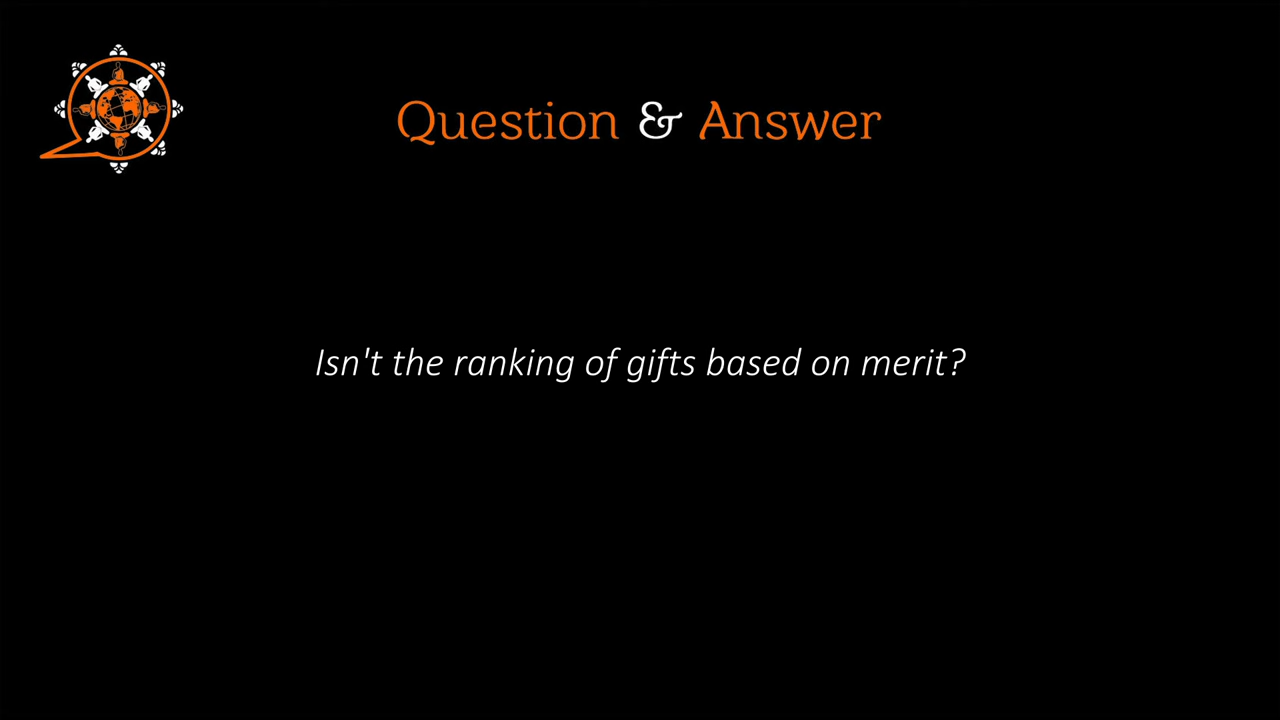 Question & Answer
Isn't the ranking of gifts based on merit?